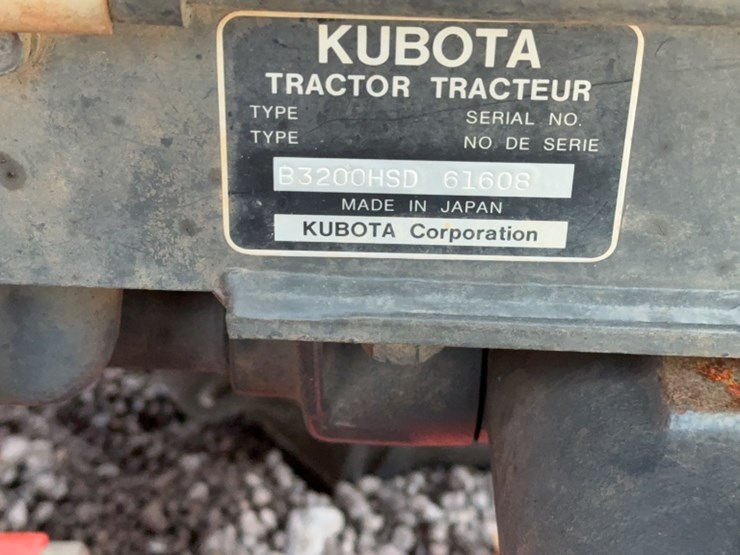 KUBOTA
TRACTOR TRACTEUR
TYPE SERIAL NO.
TYPE NO DE SERIE
B3200HSD 61608
MADE IN JAPAN
KUBOTA Corporation